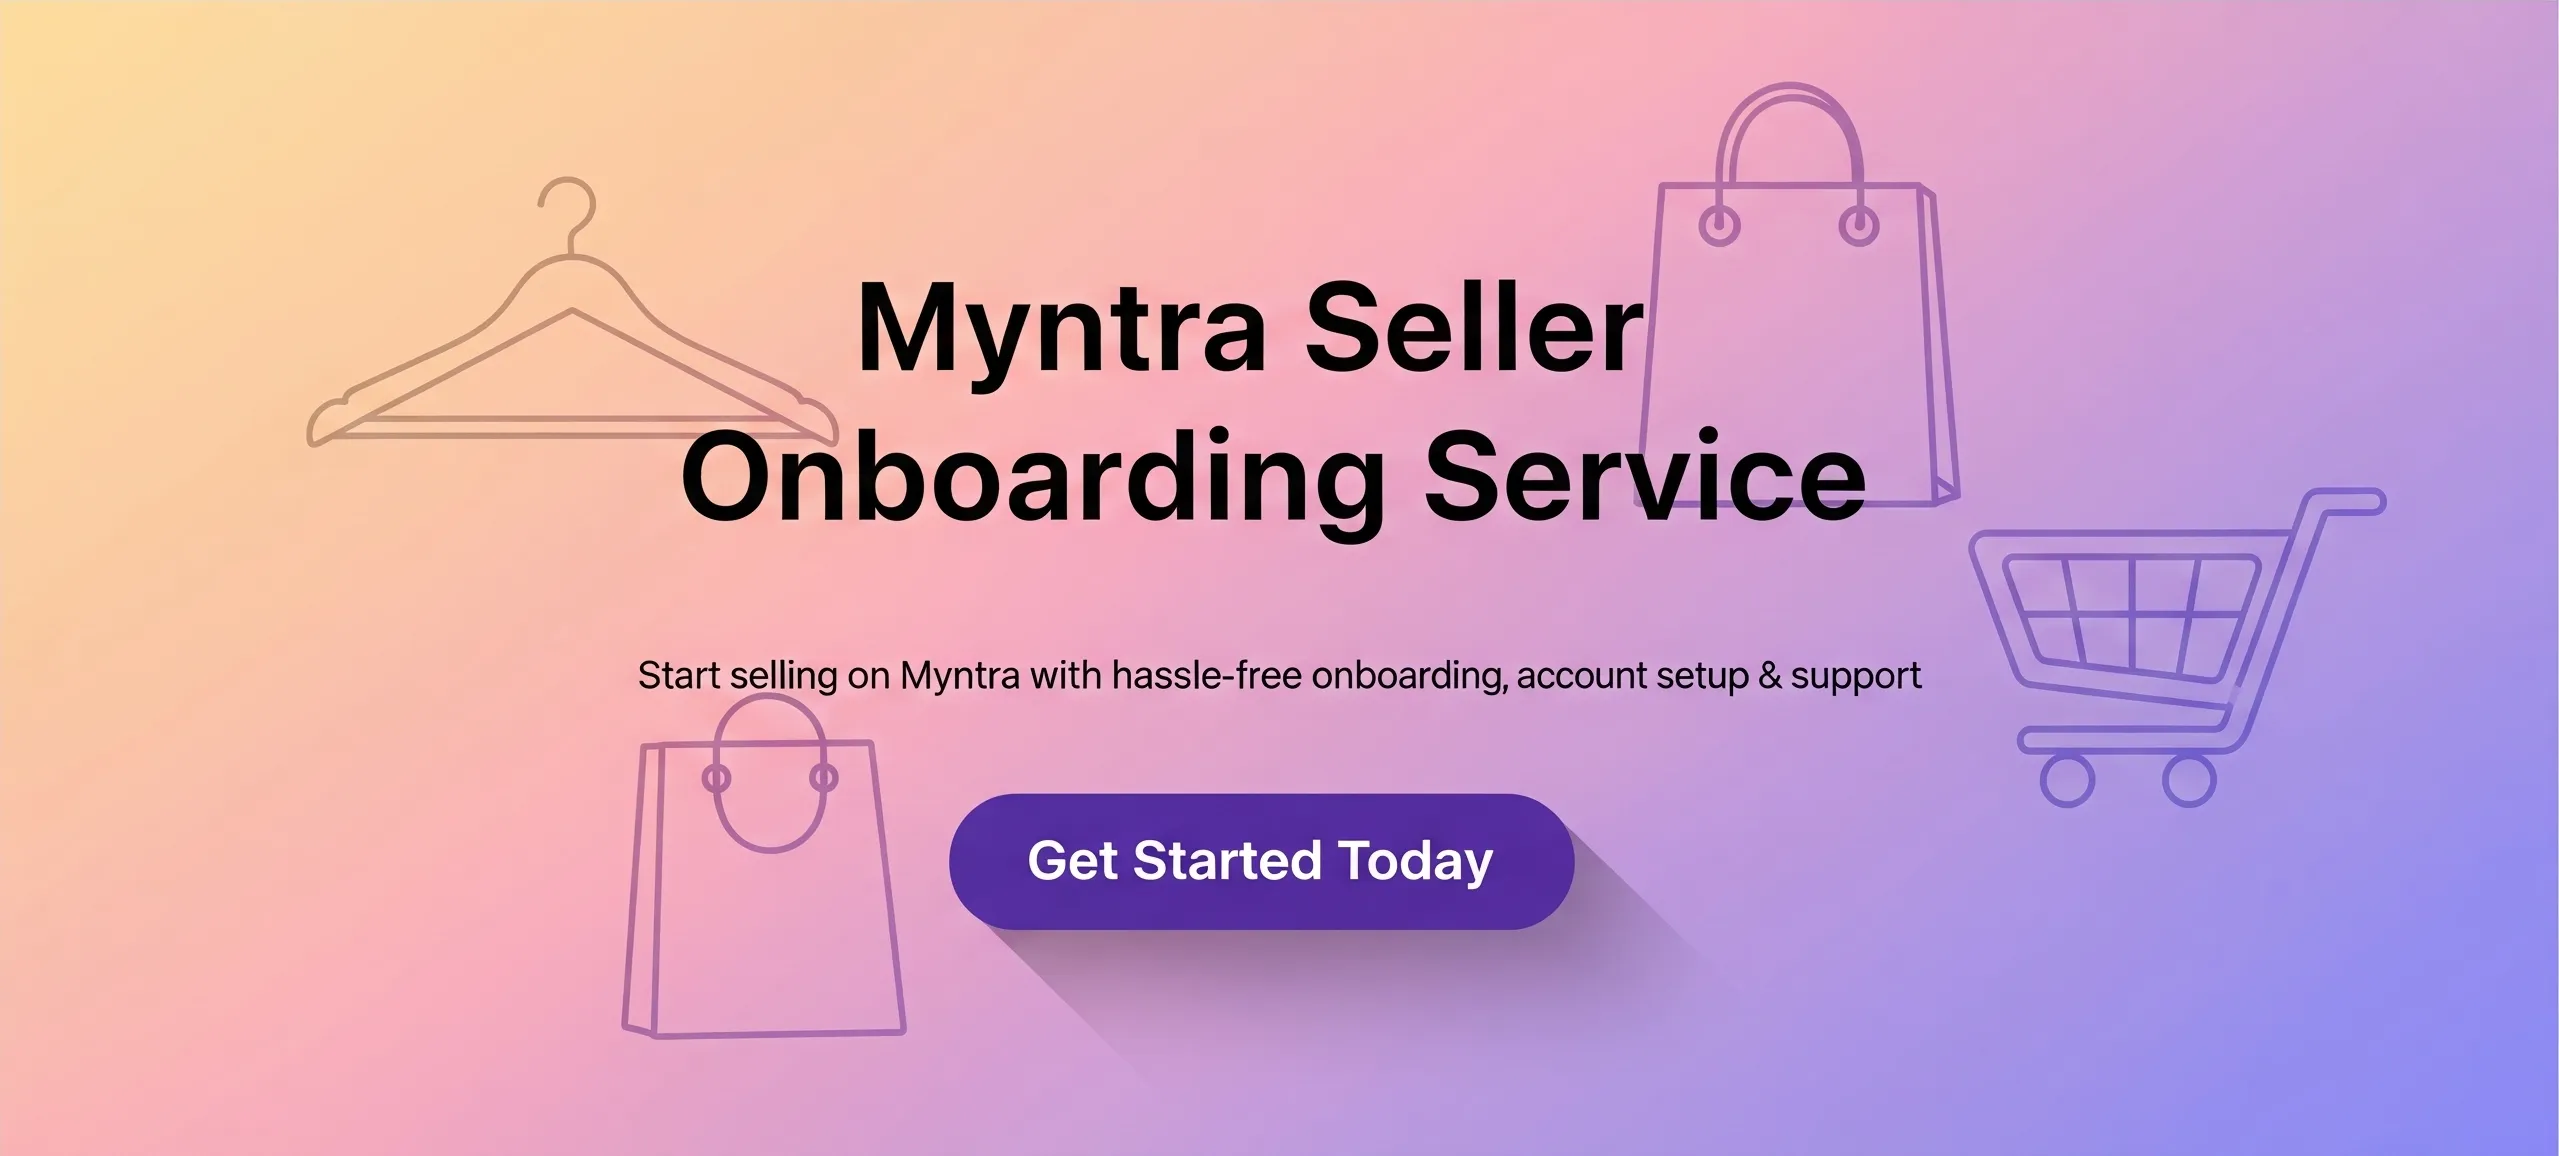 Myntra Seller
Onboarding Service
Start selling on Myntra with hassle-free onboarding, account setup & support
Get Started Today